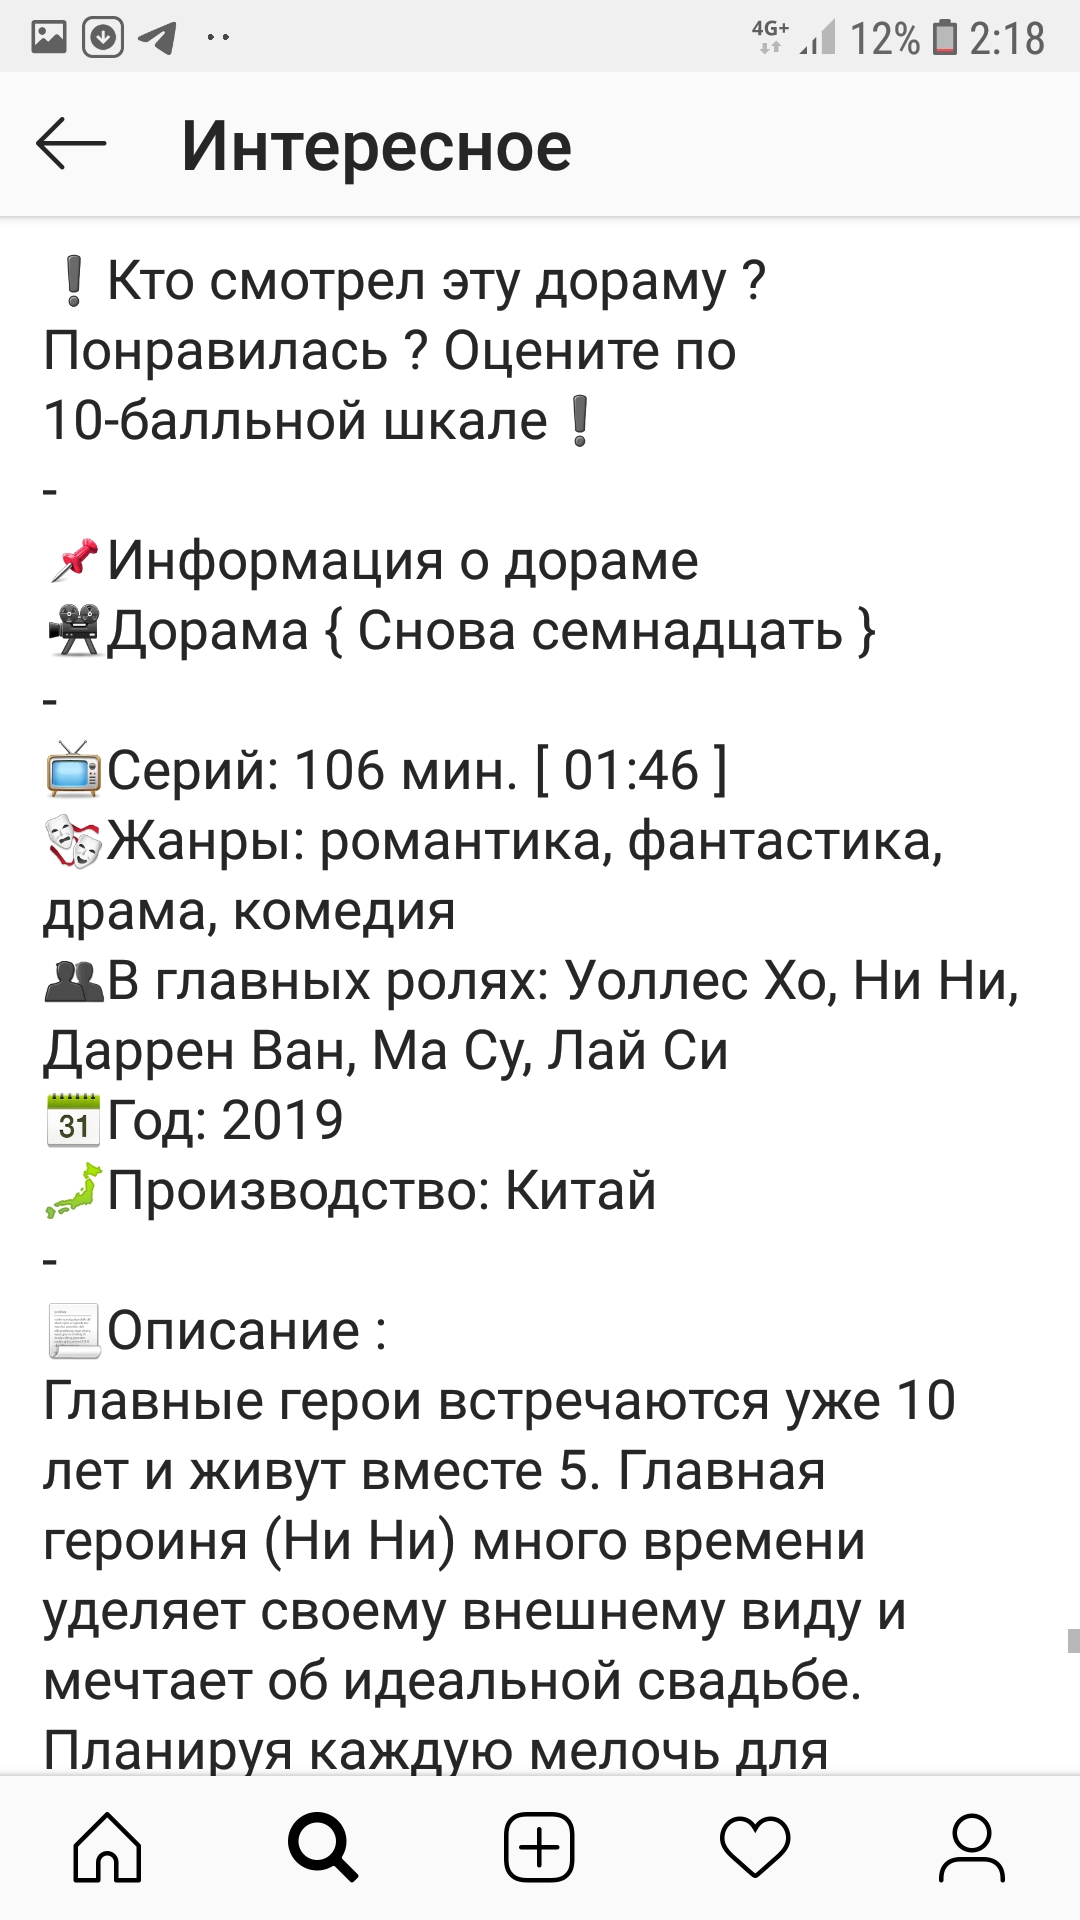 4G+ 12% 2:18
Интересное
❗Кто смотрел эту дораму ?
Понравилась ? Оцените по
10-балльной шкале❗
-
📌Информация о дораме
🎥Дорама { Снова семнадцать }
-
📺Серий: 106 мин. [ 01:46 ]
🎭Жанры: романтика, фантастика,
драма, комедия
👥В главных ролях: Уоллес Хо, Ни Ни,
Даррен Ван, Ма Су, Лай Си
📅Год: 2019
🗾Производство: Китай
-
📃Описание :
Главные герои встречаются уже 10
лет и живут вместе 5. Главная
героиня (Ни Ни) много времени
уделяет своему внешнему виду и
мечтает об идеальной свадьбе.
Планируя каждую мелочь для